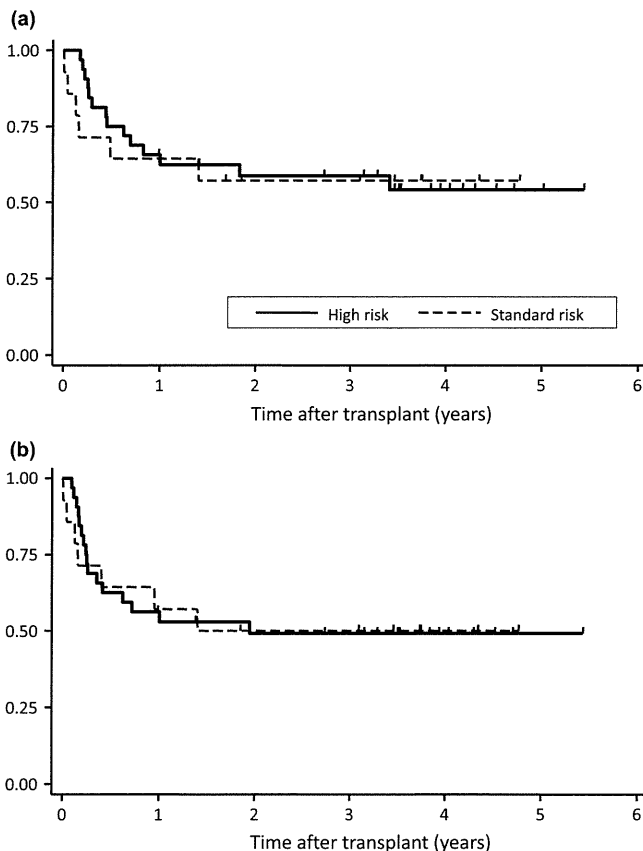 (a)
1.00
0.75
0.50
0.25
0.00
High risk Standard risk
0 1 2 3 4 5 6
Time after transplant (years)
(b)
1.00
0.75
0.50
0.25
0.00
0 1 2 3 4 5 6
Time after transplant (years)